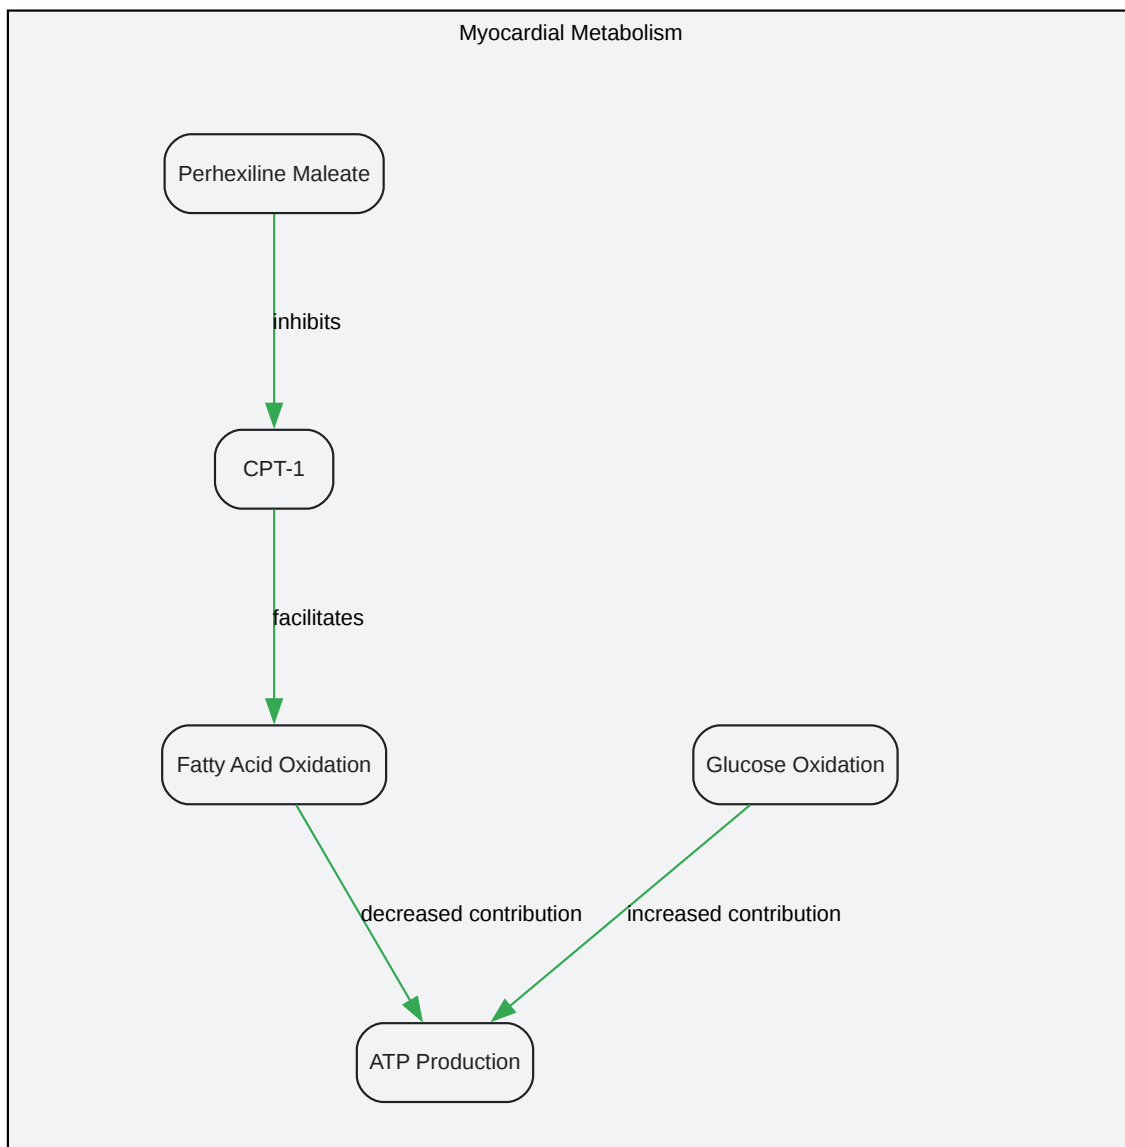 Myocardial Metabolism
Perhexiline Maleate
inhibits
CPT-1
facilitates
Fatty Acid Oxidation
Glucose Oxidation
decreased contribution
increased contribution
ATP Production